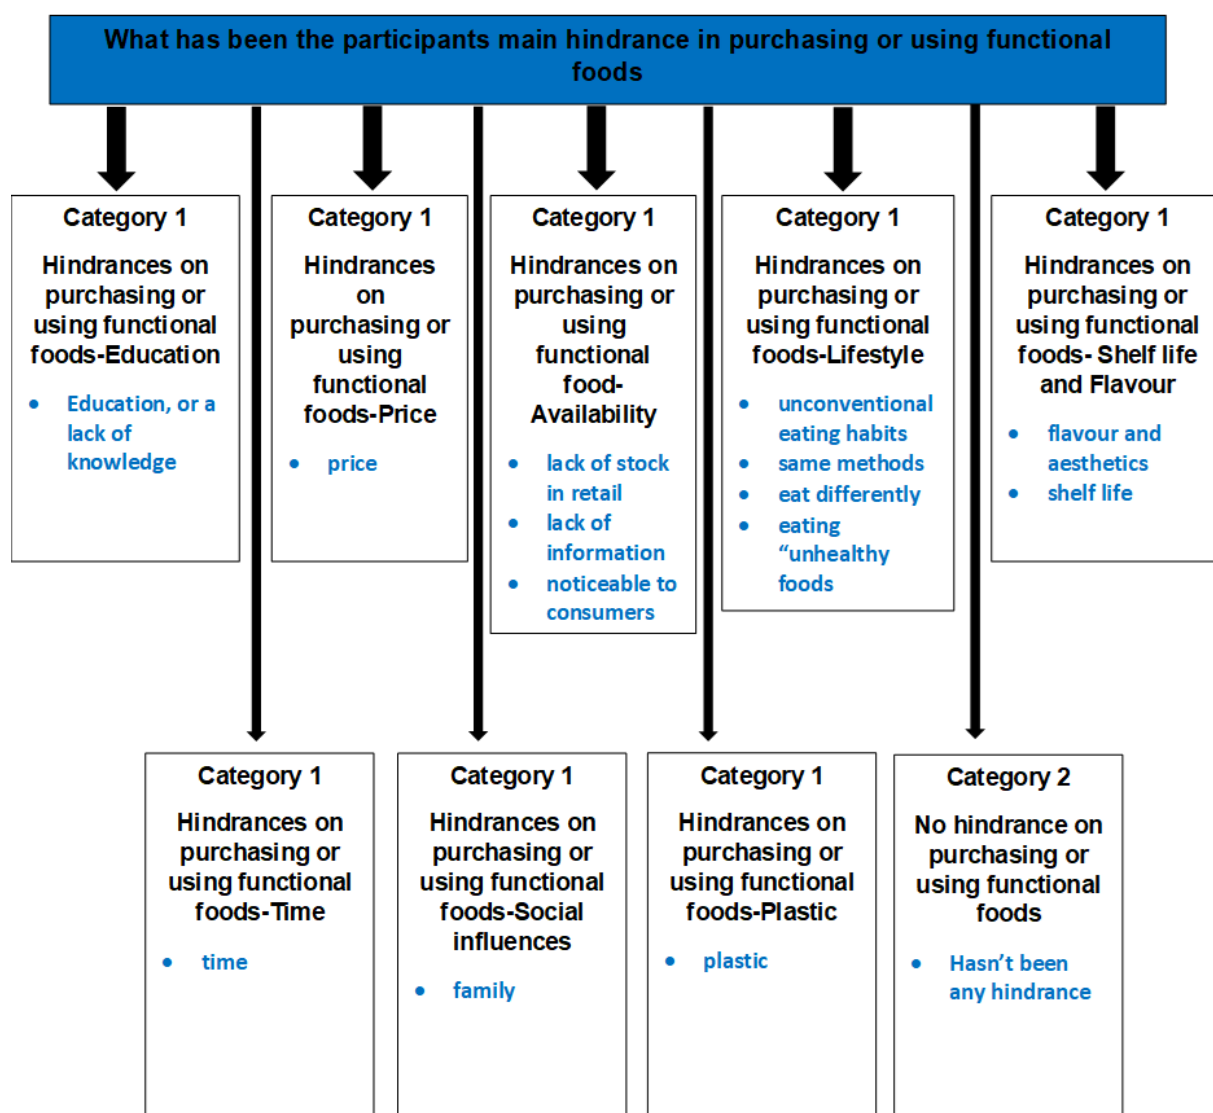 What has been the participants main hindrance in purchasing or using functional
foods
Category 1
Hindrances on
purchasing or
using functional
foods-Education
• Education, or a
lack of
knowledge
Category 1
Hindrances
on
purchasing or
using
functional
foods-Price
• price
Category 1
Hindrances on
purchasing or
using
functional
food-
Availability
• lack of stock
in retail
• lack of
information
• noticeable to
consumers
Category 1
Hindrances on
purchasing or
using functional
foods-Lifestyle
• unconventional
eating habits
• same methods
• eat differently
• eating
“unhealthy
foods
Category 1
Hindrances on
purchasing or
using functional
foods- Shelf life
and Flavour
• flavour and
aesthetics
• shelf life
Category 1
Hindrances on
purchasing or
using functional
foods-Time
• time
Category 1
Hindrances on
purchasing or
using functional
foods-Social
influences
• family
Category 1
Hindrances on
purchasing or
using functional
foods-Plastic
• plastic
Category 2
No hindrance on
purchasing or
using functional
foods
• Hasn’t been
any hindrance